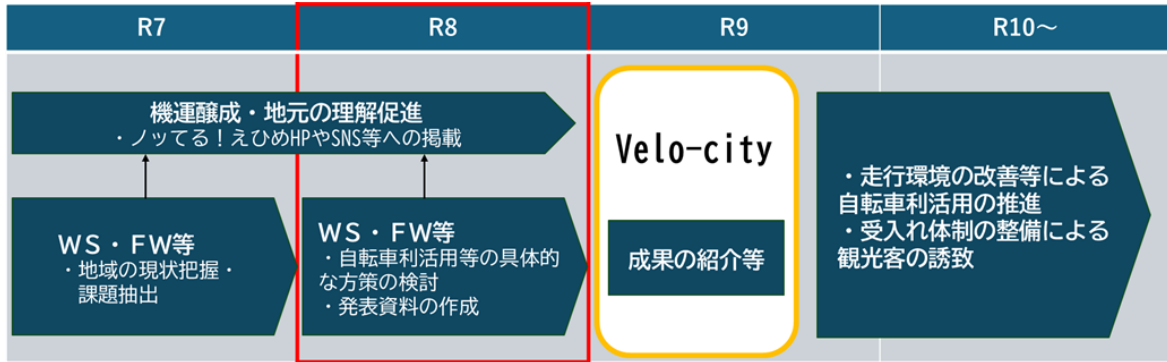 R7
R8
R9
R10～
機運醸成・地元の理解促進
・ノッてる！えひめHPやSNS等への掲載
ＷＳ・ＦＷ等
・地域の現状把握・
課題抽出
ＷＳ・ＦＷ等
・自転車利活用等の具体的
な方策の検討
・発表資料の作成
Velo-city
成果の紹介等
・走行環境の改善等による
自転車利活用の推進
・受入れ体制の整備による
観光客の誘致